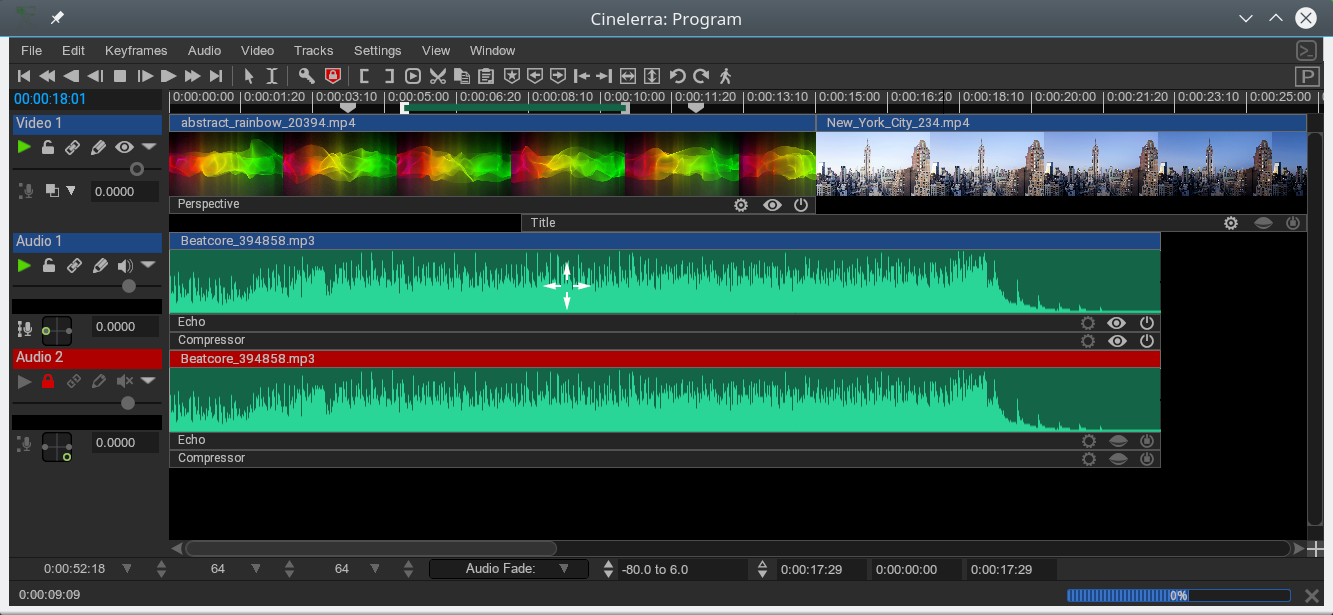 Cinelerra: Program
File Edit Keyframes Audio Video Tracks Settings View Window
P
00:00:18:01 0:00:00:00 0:00:01:20 0:00:03:10 0:00:05:00 0:00:06:20 0:00:08:10 0:00:10:00 0:00:11:20 0:00:13:10 0:00:15:00 0:00:16:20 0:00:18:10 0:00:20:00 0:00:21:20 0:00:23:10 0:00:25:00
Video 1 abstract_rainbow_20394.mp4 New_York_City_234.mp4
0.0000
Perspective
Title
Audio 1 Beatcore_394858.mp3
0.0000 Echo
Compressor
Audio 2 Beatcore_394858.mp3
0.0000 Echo
Compressor
0:00:52:18 64 64 Audio Fade: -80.0 to 6.0 0:00:17:29 0:00:00:00 0:00:17:29
0:00:09:09 0%